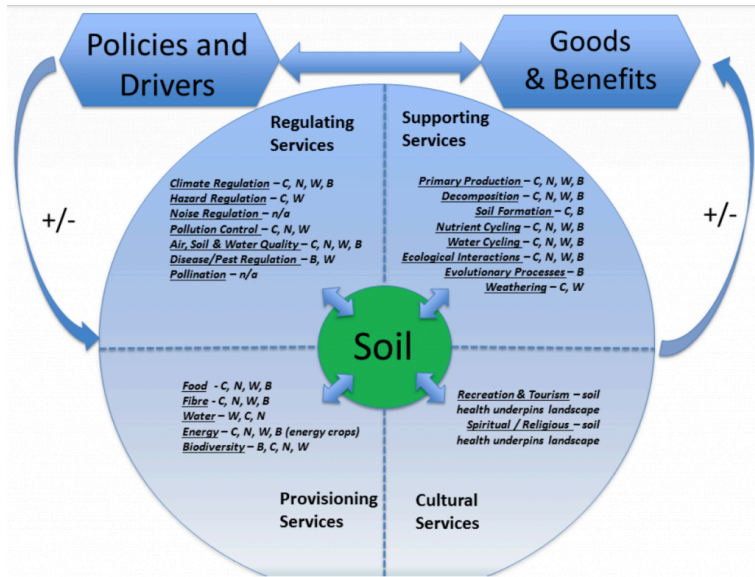 Policies and
Drivers
Goods
& Benefits
+/-
+/-
Regulating
Services
Climate Regulation – C, N, W, B
Hazard Regulation – C, W
Noise Regulation – n/a
Pollution Control – C, N, W
Air, Soil & Water Quality – C, N, W, B
Disease/Pest Regulation – B, W
Pollination – n/a
Supporting
Services
Primary Production – C, N, W, B
Decomposition – C, N, W, B
Soil Formation – C, B
Nutrient Cycling – C, N, W, B
Water Cycling – C, N, W, B
Ecological Interactions – C, N, W, B
Evolutionary Processes – B
Weathering – C, W
Soil
Food - C, N, W, B
Fibre - C, N, W, B
Water – W, C, N
Energy – C, N, W, B (energy crops)
Biodiversity – B, C, N, W
Provisioning
Services
Recreation & Tourism – soil
health underpins landscape
Spiritual / Religious – soil
health underpins landscape
Cultural
Services